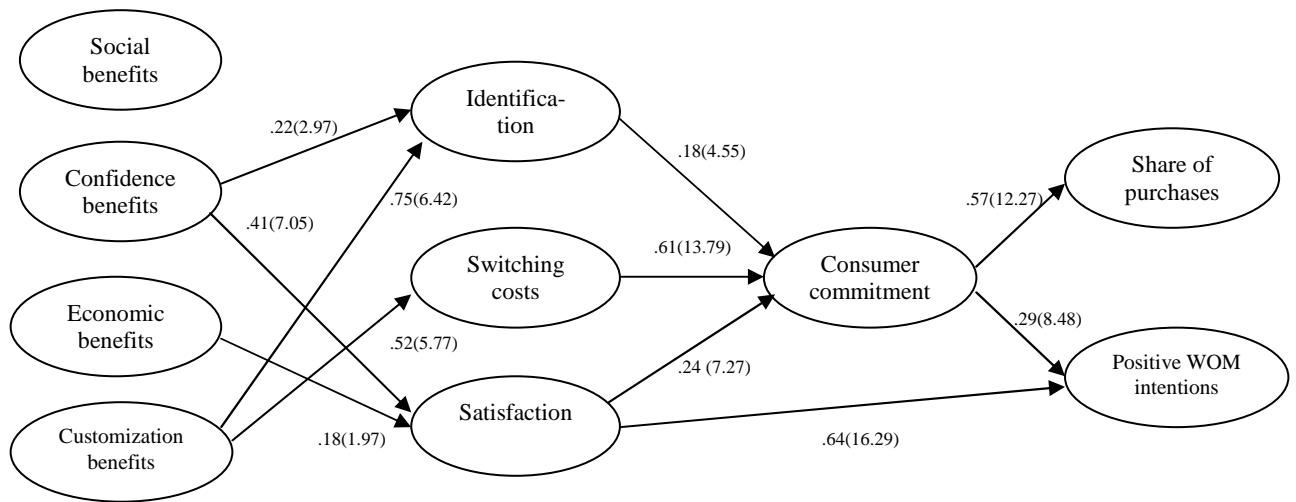 Social
benefits
Identifica-
tion
.22(2.97)
.18(4.55)
Share of
purchases
Confidence
benefits
.75(6.42)
.57(12.27)
.41(7.05)
Switching
costs
.61(13.79)
Consumer
commitment
Economic
benefits
.52(5.77)
.29(8.48)
.24 (7.27)
Positive WOM
intentions
Satisfaction
Customization
benefits
.18(1.97)
.64(16.29)